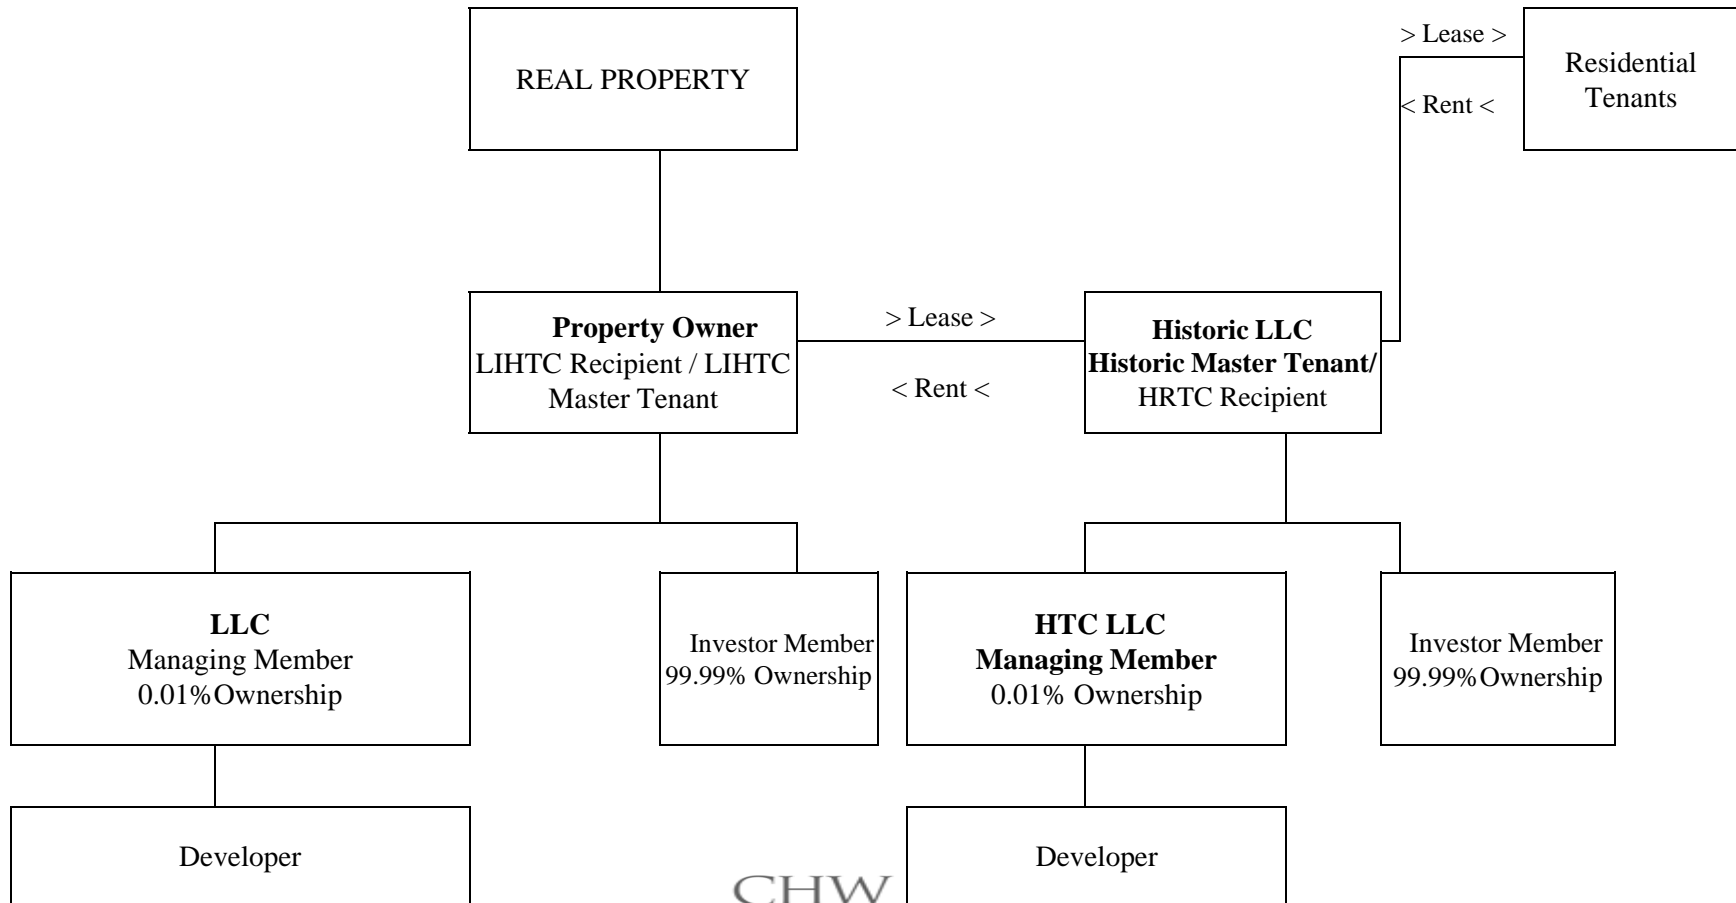 REAL PROPERTY
> Lease >
< Rent <
Residential
Tenants
Property Owner
LIHTC Recipient / LIHTC
Master Tenant
> Lease >
< Rent <
Historic LLC
Historic Master Tenant/
HRTC Recipient
LLC
Managing Member
0.01%Ownership
Investor Member
99.99% Ownership
HTC LLC
Managing Member
0.01% Ownership
Investor Member
99.99%Ownership
Developer
Developer
CHW